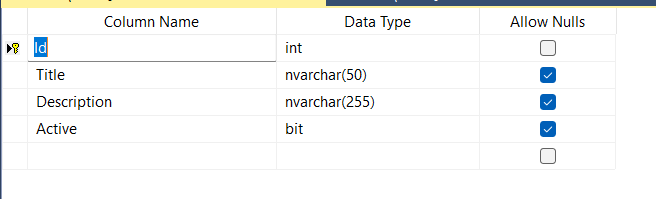 Column Name Data Type Allow Nulls
Id int
Title nvarchar(50)
Description nvarchar(255)
Active bit